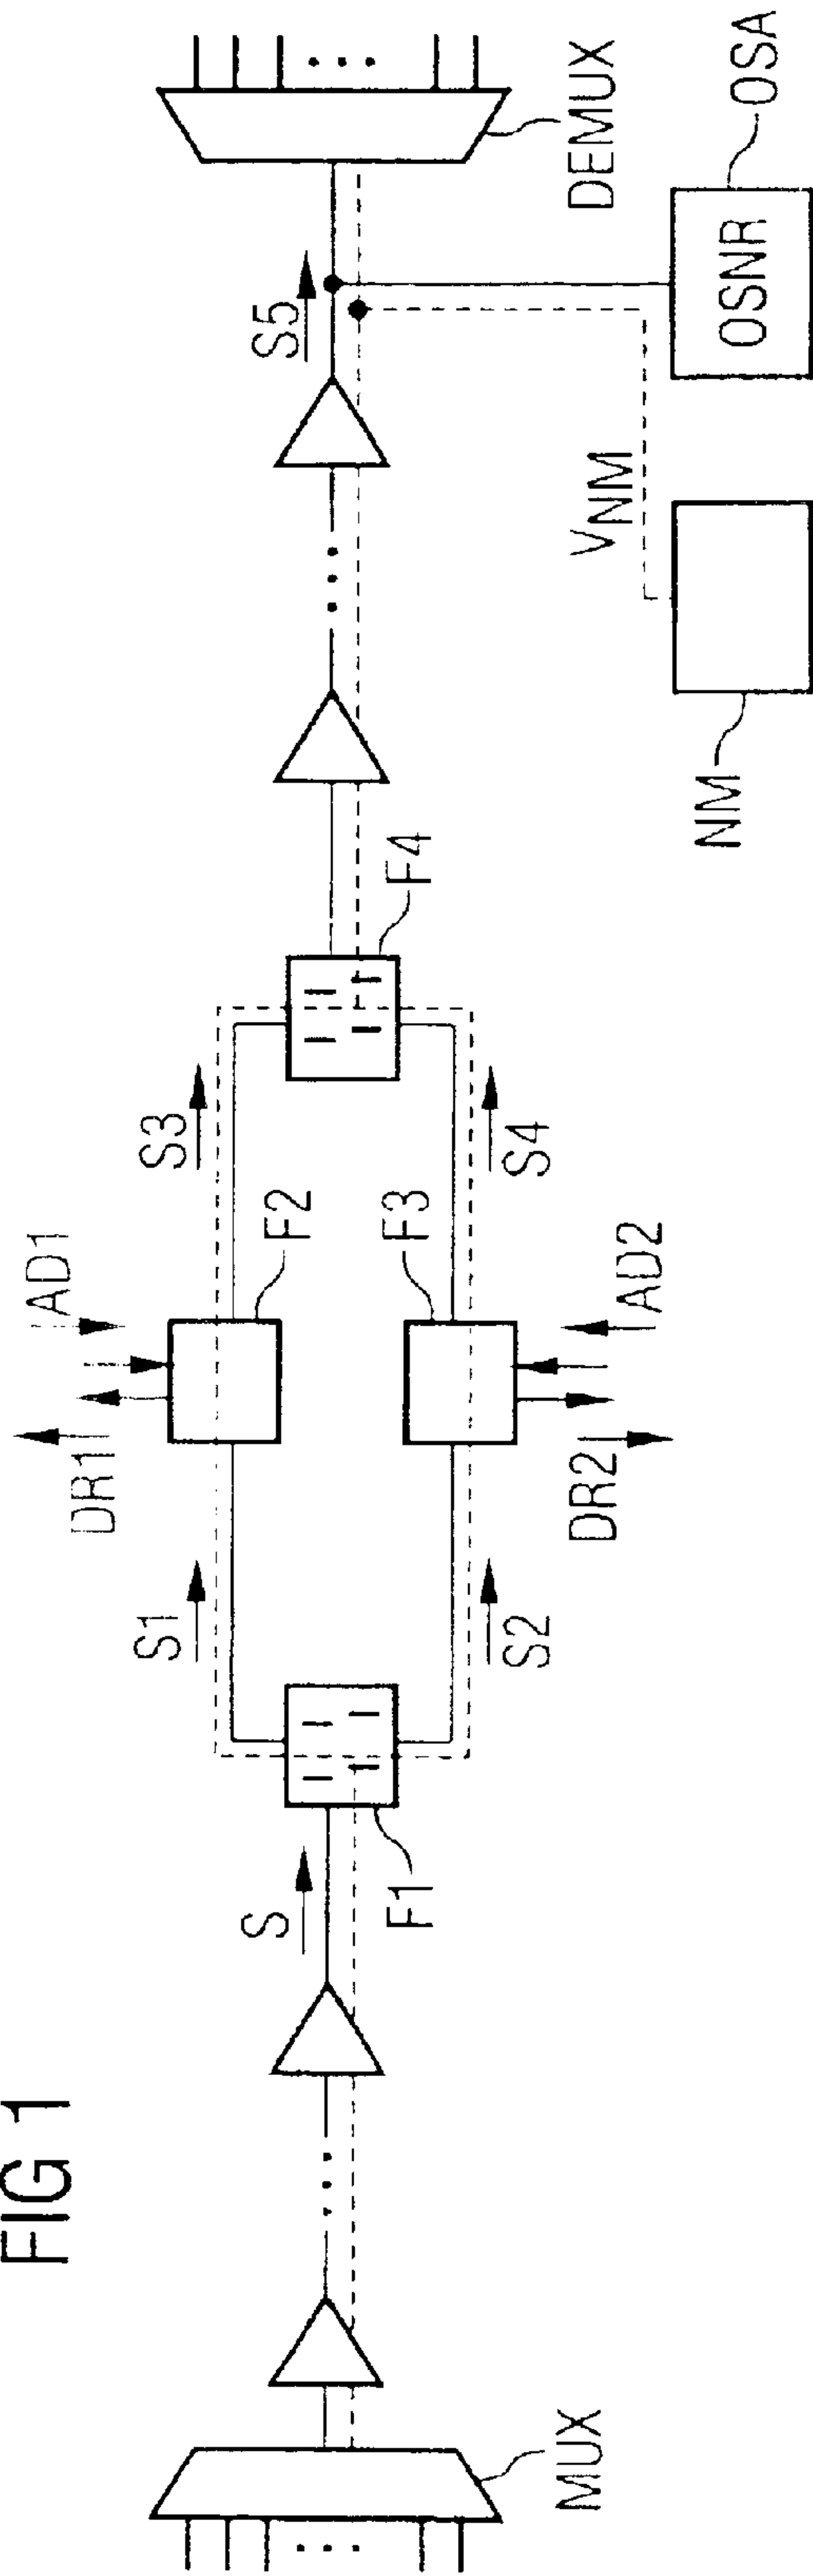 FIG 1
MUX
S
F1
S1
S2
DR1
AD1
F2
F3
DR2
AD2
S3
S4
F4
S5
V_NM
NM
OSNR
OSA
DEMUX